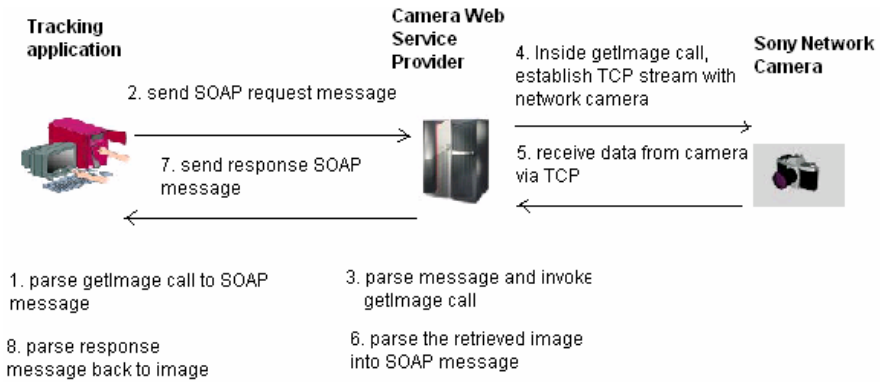 Tracking
application
Camera Web
Service
Provider
4. Inside getImage call,
establish TCP stream with
network camera
Sony Network
Camera
2. send SOAP request message
7. send response SOAP
message
5. receive data from camera
via TCP
1. parse getImage call to SOAP
message
3. parse message and invoke
getImage call
8. parse response
message back to image
6. parse the retrieved image
into SOAP message